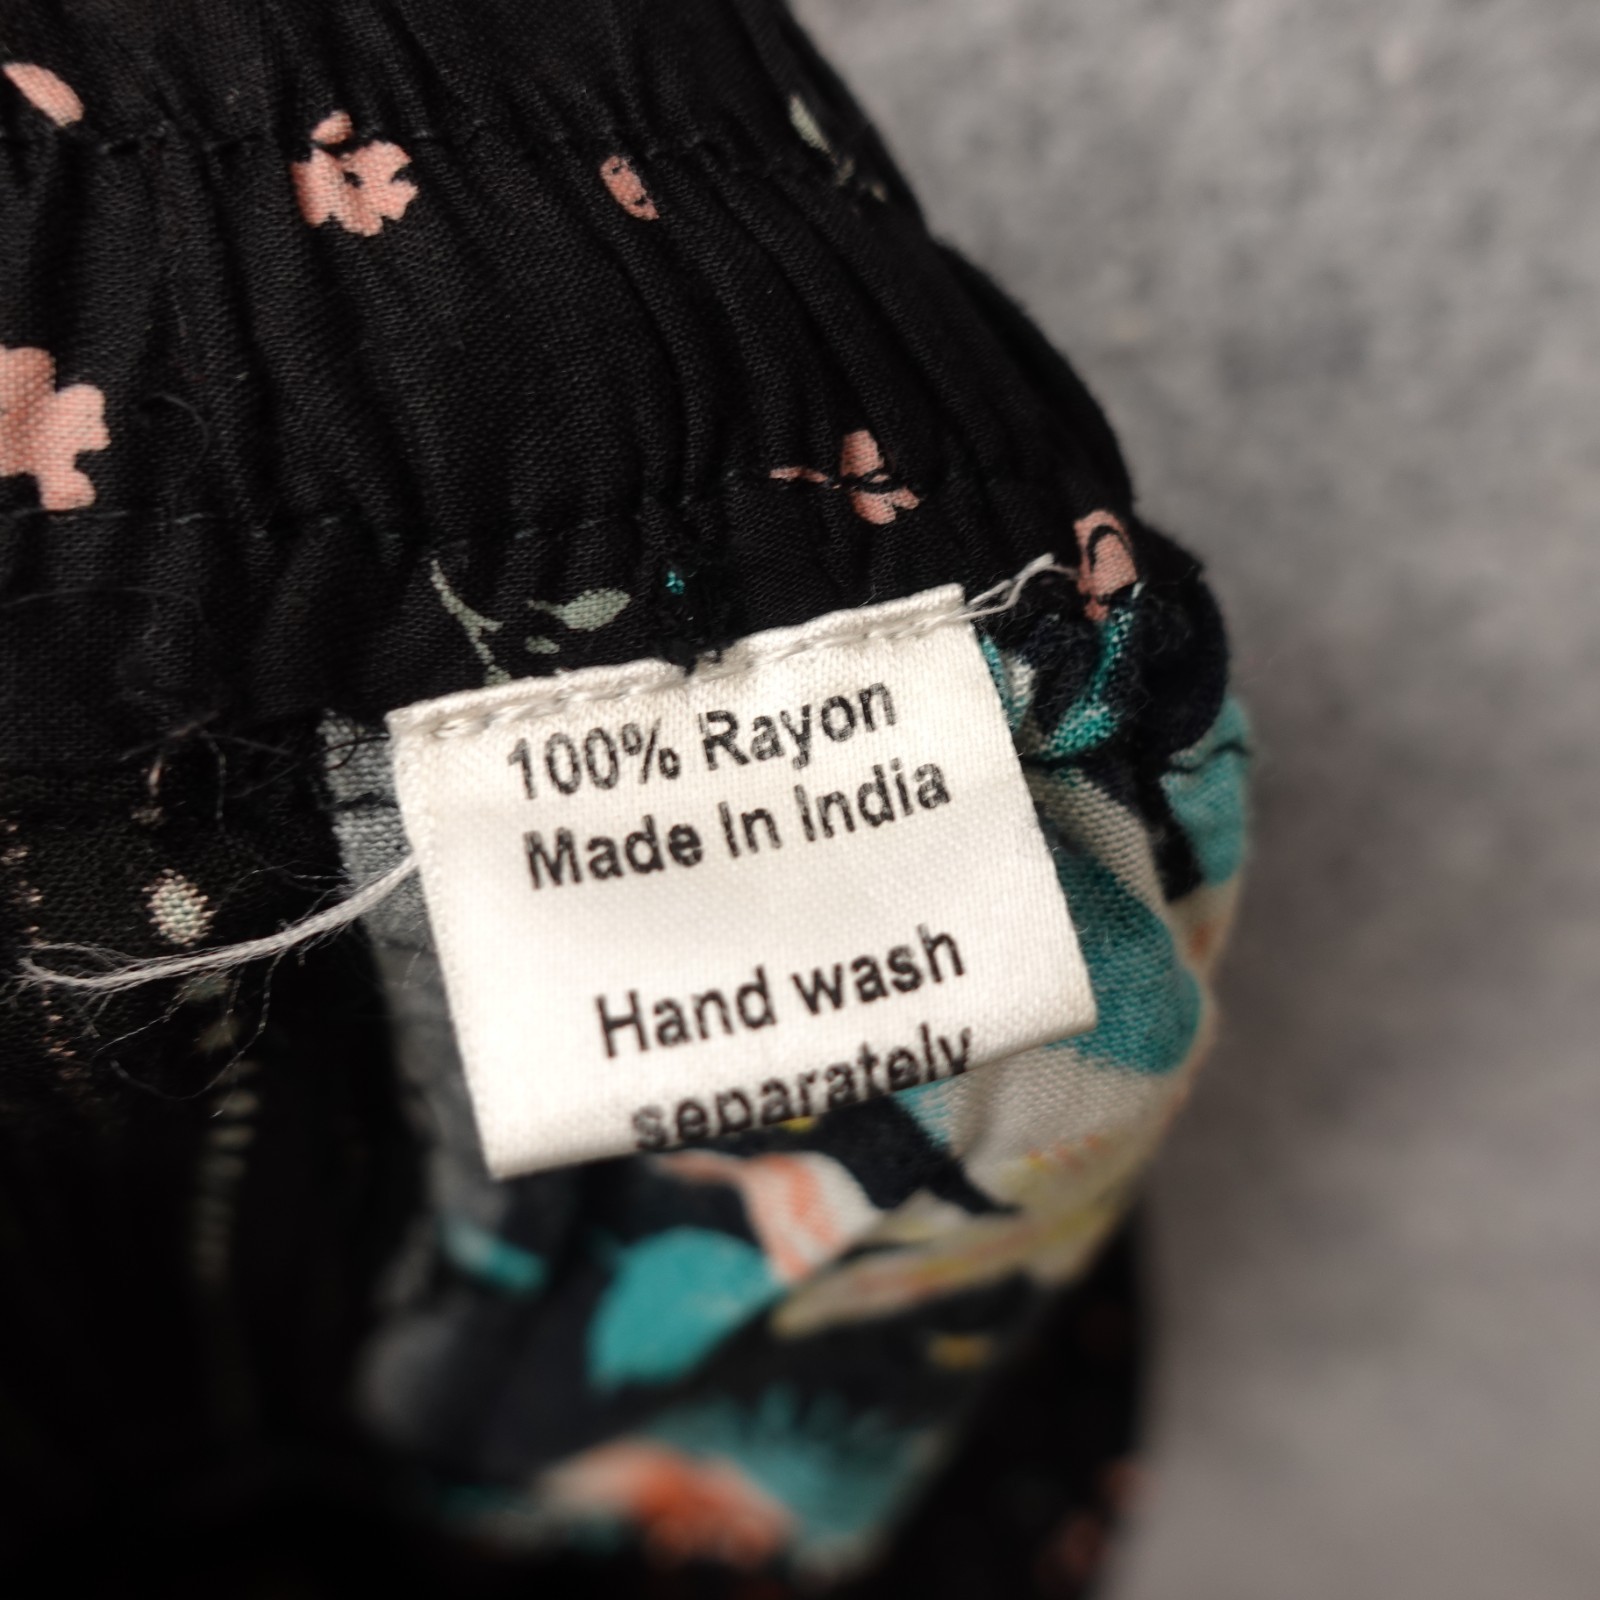 100% Rayon
Made In India
Hand wash
separately